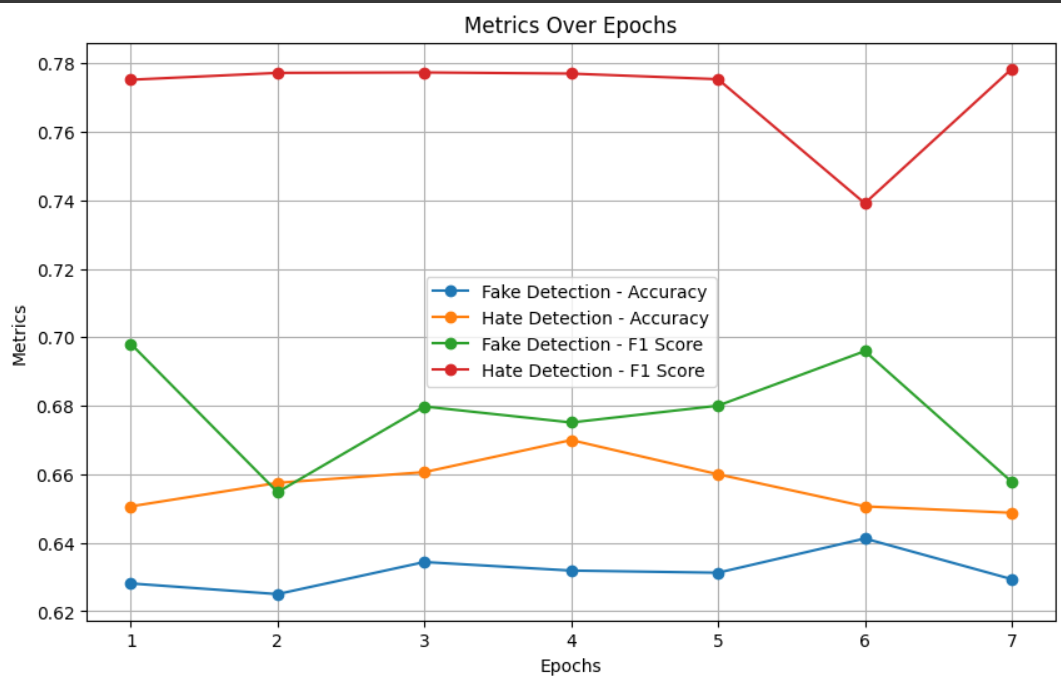 Metrics Over Epochs
0.78
0.76
0.74
0.72
0.70
0.68
0.66
0.64
0.62
Metrics
Fake Detection - Accuracy
Hate Detection - Accuracy
Fake Detection - F1 Score
Hate Detection - F1 Score
1 2 3 4 5 6 7
Epochs